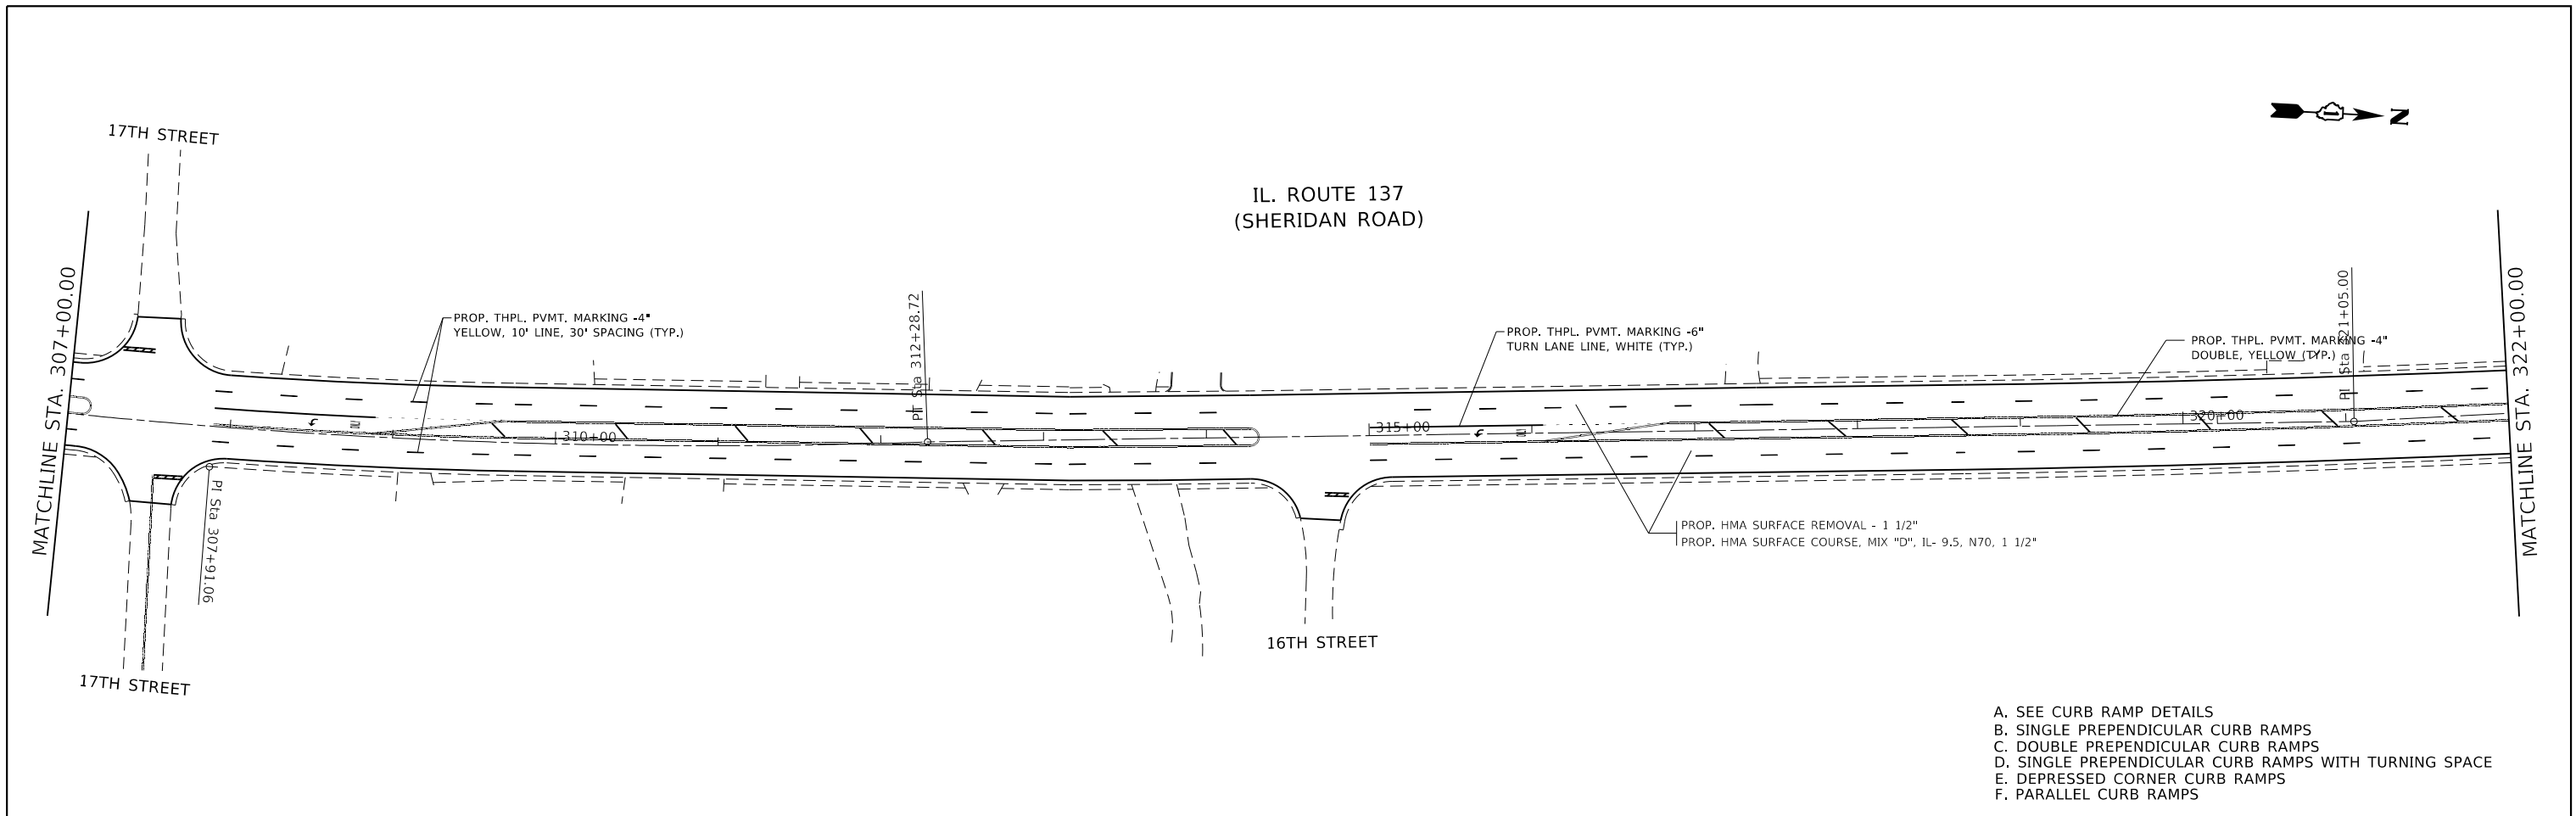 17TH STREET
N
IL. ROUTE 137
(SHERIDAN ROAD)
MATCHLINE STA. 307+00.00
PROP. THPL. PVMT. MARKING -4"
YELLOW, 10' LINE, 30' SPACING (TYP.)
PI Sta 312+28.72
PROP. THPL. PVMT. MARKING -6"
TURN LANE LINE, WHITE (TYP.)
PROP. THPL. PVMT. MARKING -4"
DOUBLE, YELLOW (TYP.)
PI Sta 321+05.00
MATCHLINE STA. 322+00.00
310+00
315+00
320+00
PI Sta 307+91.06
PROP. HMA SURFACE REMOVAL - 1 1/2"
PROP. HMA SURFACE COURSE, MIX "D", IL- 9.5, N70, 1 1/2"
16TH STREET
17TH STREET
A. SEE CURB RAMP DETAILS
B. SINGLE PREPENDICULAR CURB RAMPS
C. DOUBLE PREPENDICULAR CURB RAMPS
D. SINGLE PREPENDICULAR CURB RAMPS WITH TURNING SPACE
E. DEPRESSED CORNER CURB RAMPS
F. PARALLEL CURB RAMPS